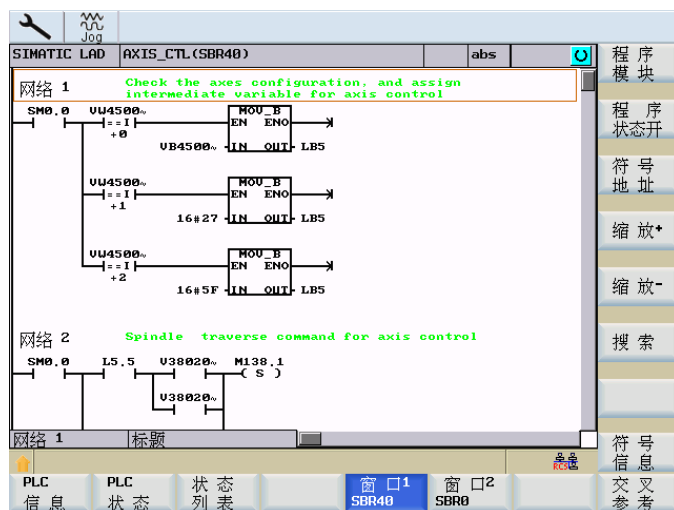 Jog
SIMATIC LAD AXIS_CTL(SBR40) abs
网络 1 Check the axes configuration, and assign
intermediate variable for axis control
SM0.0 VW4500~ MOV_B
==I EN ENO
+0
VB4500~ IN OUT LB5
VW4500~ MOV_B
==I EN ENO
+1
16#27 IN OUT LB5
VW4500~ MOV_B
==I EN ENO
+2
16#5F IN OUT LB5
网络 2 Spindle traverse command for axis control
SM0.0 L5.5 V38020~ M138.1
( S )
V38020~
网络 1 标题
RCS
程序
模块
程序
状态开
符号
地址
缩放+
缩放-
搜索
符号
信息
交叉
参考
PLC
信息
PLC
状态
状态
列表
窗口1
SBR40
窗口2
SBR0